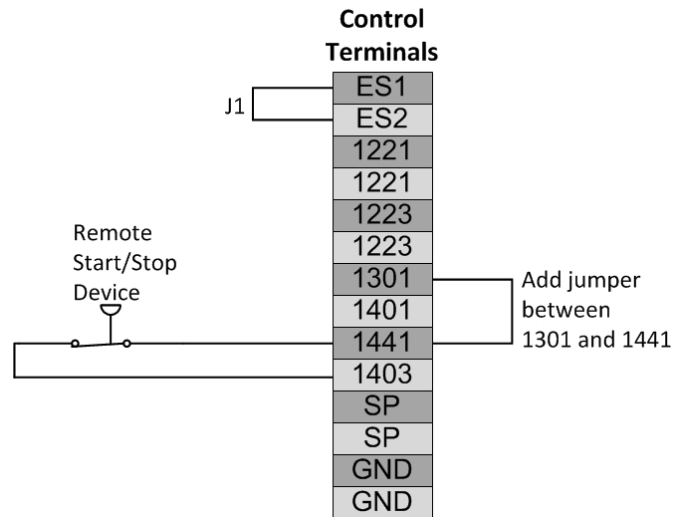 Control
Terminals
ES1
J1
ES2
1221
1221
1223
1223
Remote
Start/Stop
Device
1301
1401
1441
1403
Add jumper
between
1301 and 1441
SP
SP
GND
GND